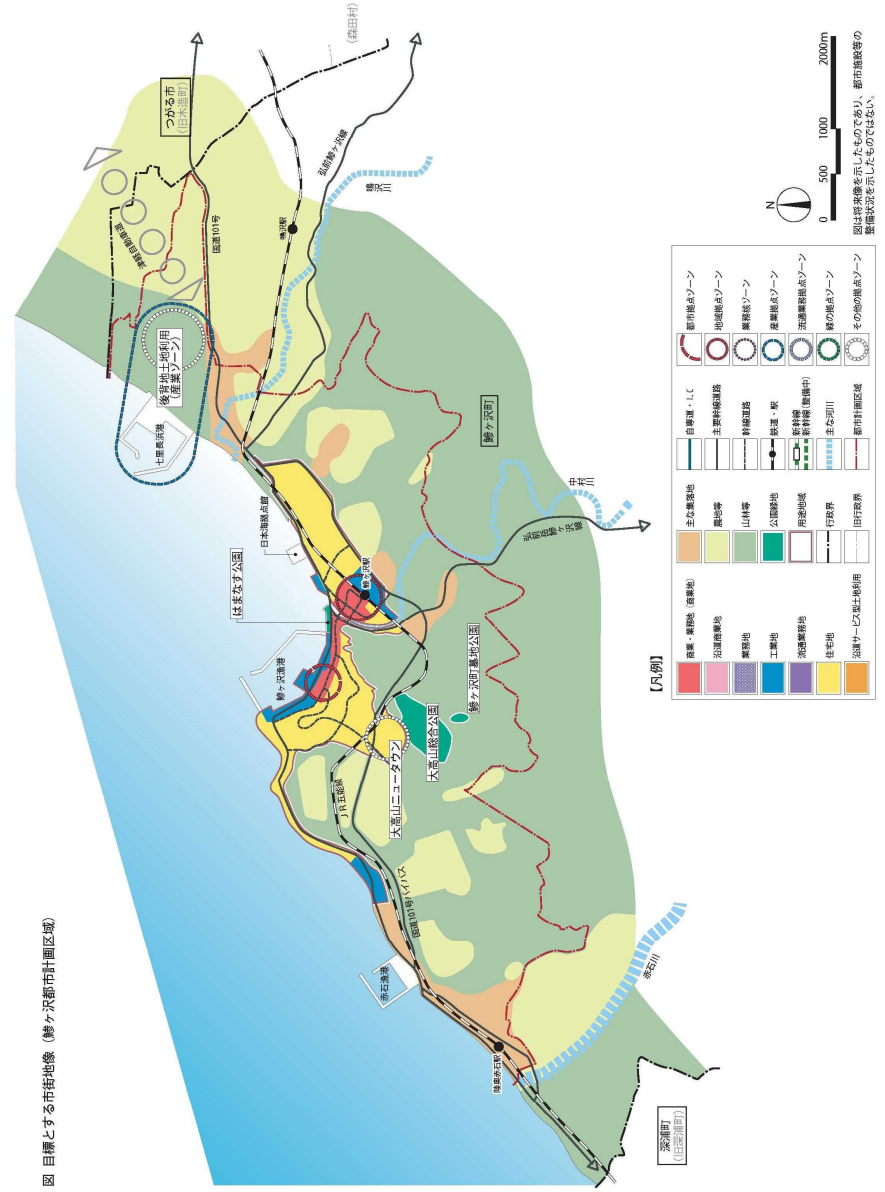 図 目標とする市街地像（鰺ヶ沢都市計画区域）
つがる市
（旧木造町）
（森田村）
津軽自動車道
国道101号
鳴沢駅
弘前鰺ヶ沢線
鳴沢川
後背地土地利用
（産業ゾーン）
七里長浜港
日本海拠点館
はまなす公園
鰺ヶ沢駅
鰺ヶ沢漁港
鰺ヶ沢町
中村川
弘前岳鰺ヶ沢線
鰺ヶ沢町墓地公園
大高山総合公園
大高山ニュータウン
ＪＲ五能線
国道101号バイパス
赤石漁港
赤石川
陸奥赤石駅
深浦町
（旧深浦町）
【凡例】
商業・業務地（商業地）
沿道商業地
業務地
工業地
流通業務地
住宅地
沿道サービス型土地利用
主な集落地
農地等
山林等
公園緑地
用途地域
行政界
旧行政界
自専道・I.C
主要幹線道路
幹線道路
鉄道・駅
新幹線
新幹線（整備中）
主な河川
都市計画区域
都市拠点ゾーン
地域拠点ゾーン
業務核ゾーン
産業拠点ゾーン
流通業務拠点ゾーン
緑の拠点ゾーン
その他の拠点ゾーン
N
0 500 1000 2000m
図は将来像を示したものであり、都市施設等の
整備状況を示したものではない。